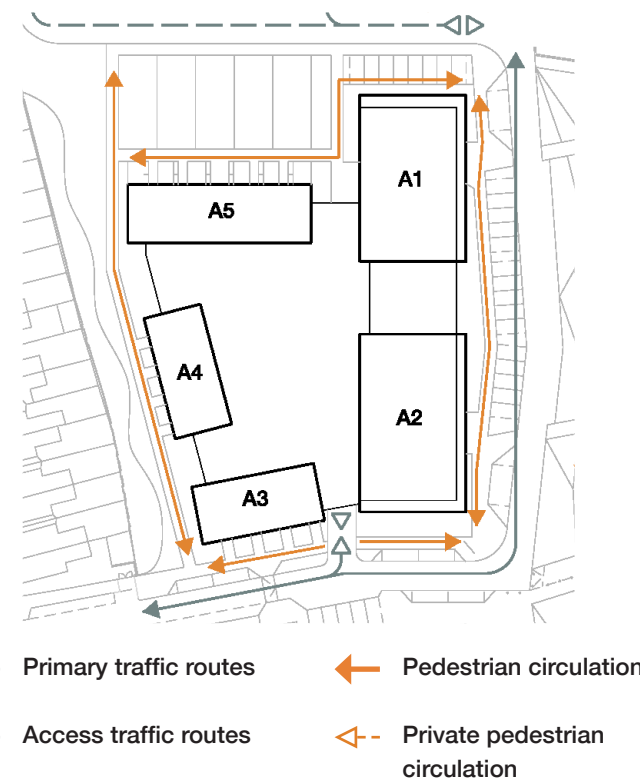 A1
A5
A4
A2
A3
Primary traffic routes
Pedestrian circulation
Access traffic routes
Private pedestrian
circulation